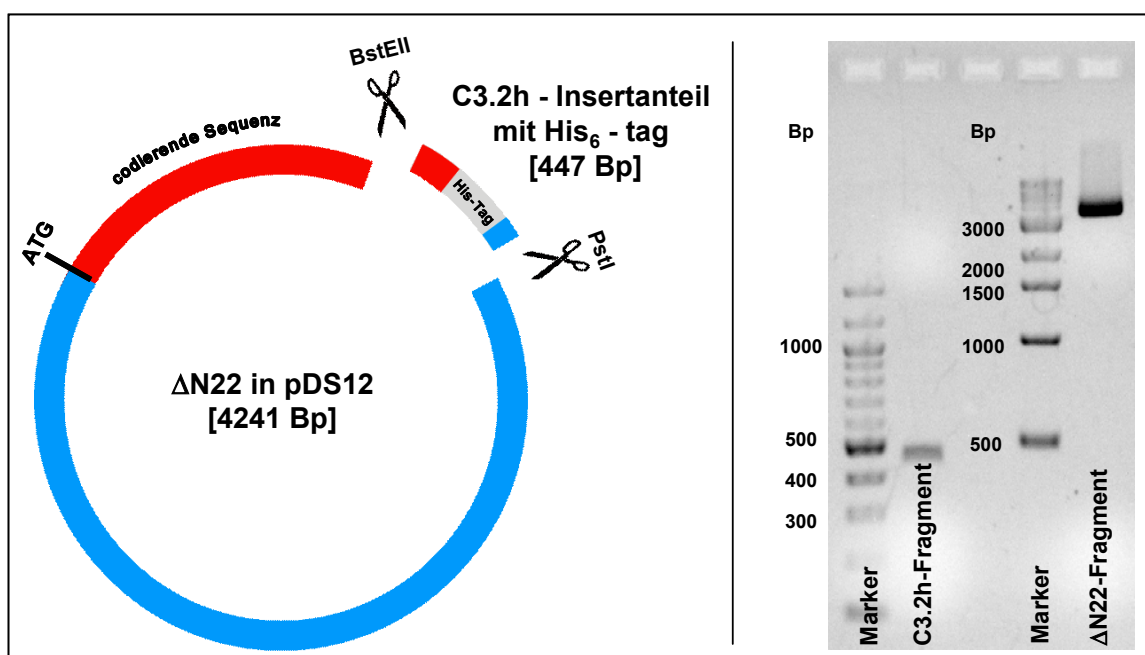 BstEII
C3.2h - Insertanteil
mit His6 - tag
[447 Bp]
codierende Sequenz
His-Tag
PstI
ATG
ΔN22 in pDS12
[4241 Bp]
Bp
1000
500
400
300
Marker
C3.2h-Fragment
Bp
3000
2000
1500
1000
500
Marker
ΔN22-Fragment